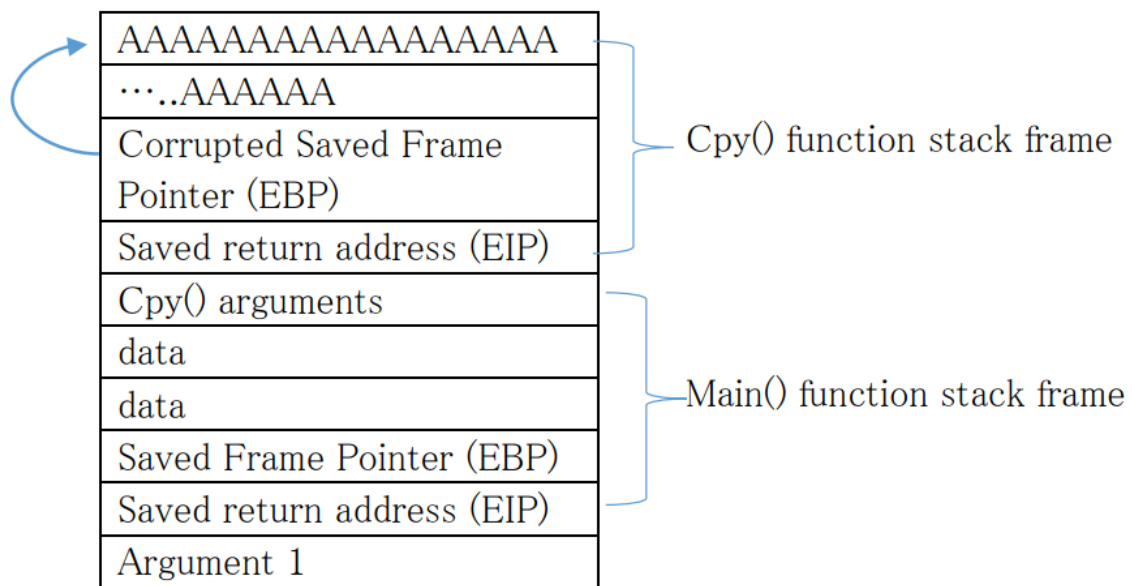 AAAAAAAAAAAAAAAAAA
…..AAAAAA
Corrupted Saved Frame
Pointer (EBP)
Cpy() function stack frame
Saved return address (EIP)
Cpy() arguments
data
data
Main() function stack frame
Saved Frame Pointer (EBP)
Saved return address (EIP)
Argument 1